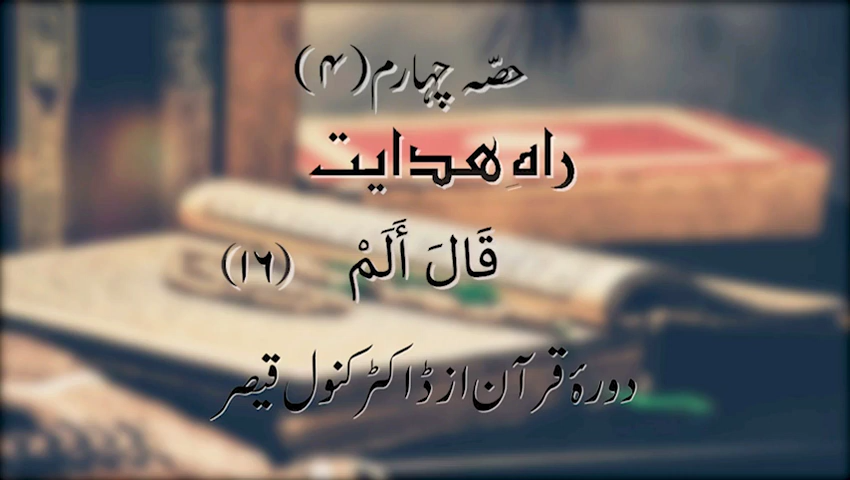 حصّہ چہارم (۴)
راہِ ھدایت
قَالَ أَلَمْ (۱۶)
دورۂ قرآن از ڈاکٹر کنول قیصر